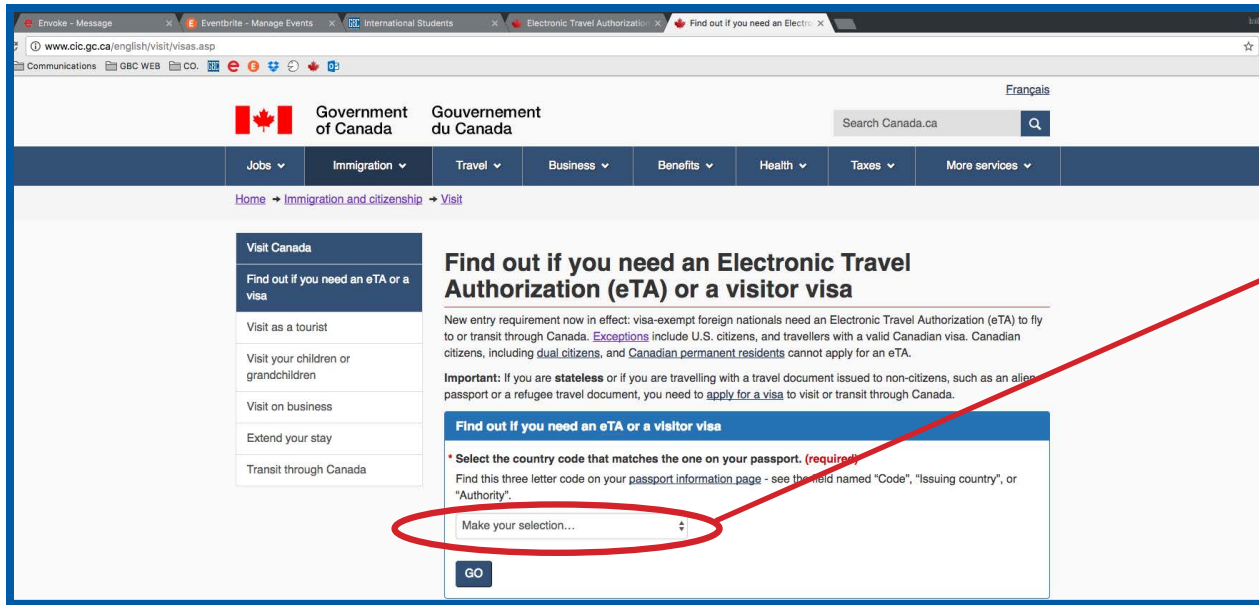 Envoke - Message
Eventbrite - Manage Events
GBC International Students
Electronic Travel Authorization
Find out if you need an Electro
www.cic.gc.ca/english/visit/visas.asp
Communications GBC WEB CO.
Français
Government of Canada
Gouvernement du Canada
Search Canada.ca
Jobs Immigration Travel Business Benefits Health Taxes More services
Home → Immigration and citizenship → Visit
Visit Canada
Find out if you need an eTA or a
visa
Visit as a tourist
Visit your children or
grandchildren
Visit on business
Extend your stay
Transit through Canada
Find out if you need an Electronic Travel
Authorization (eTA) or a visitor visa
New entry requirement now in effect: visa-exempt foreign nationals need an Electronic Travel Authorization (eTA) to fly
to or transit through Canada. Exceptions include U.S. citizens, and travellers with a valid Canadian visa. Canadian
citizens, including dual citizens, and Canadian permanent residents cannot apply for an eTA.
Important: If you are stateless or if you are travelling with a travel document issued to non-citizens, such as an alien
passport or a refugee travel document, you need to apply for a visa to visit or transit through Canada.
Find out if you need an eTA or a visitor visa
* Select the country code that matches the one on your passport. (required)
Find this three letter code on your passport information page - see the field named "Code", "Issuing country", or
"Authority".
Make your selection...
GO